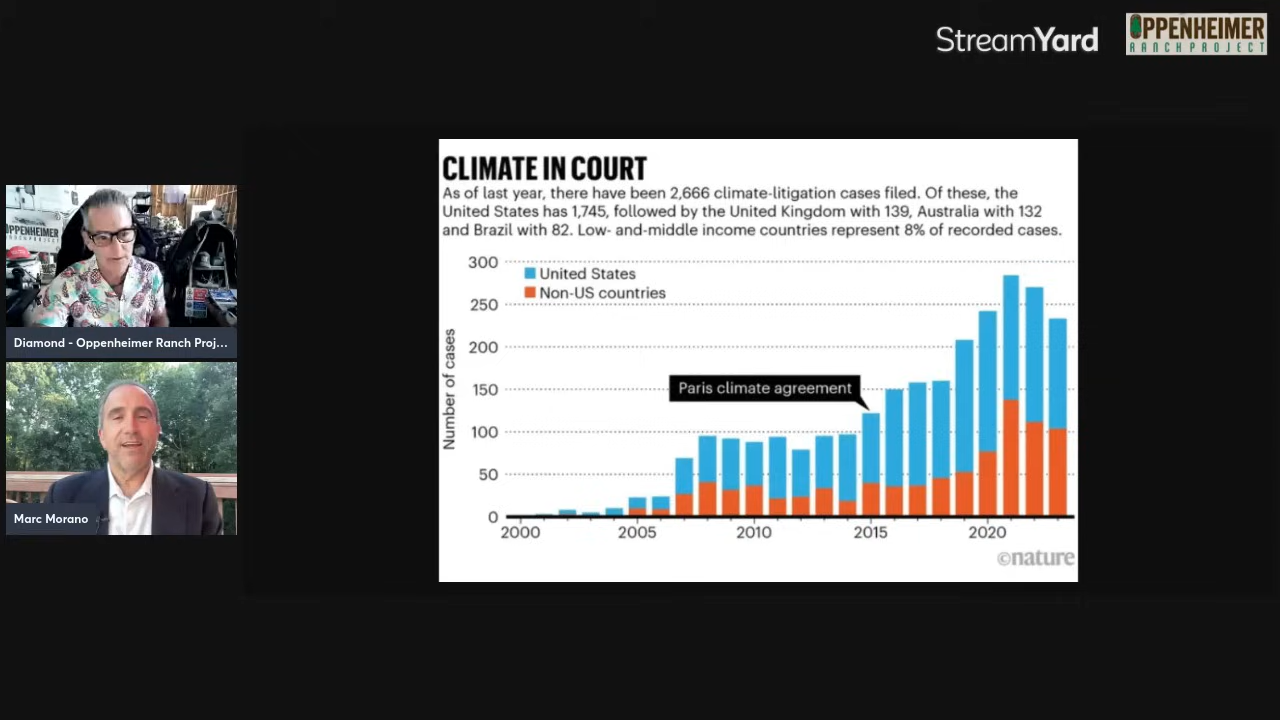 StreamYard
OPPENHEIMER
RANCH PROJECT
CLIMATE IN COURT
As of last year, there have been 2,666 climate-litigation cases filed. Of these, the
United States has 1,745, followed by the United Kingdom with 139, Australia with 132
and Brazil with 82. Low- and-middle income countries represent 8% of recorded cases.
300
250
200
150
100
50
0
Number of cases
United States
Non-US countries
Paris climate agreement
2000
2005
2010
2015
2020
©nature
OPPENHEIMER
Diamond - Oppenheimer Ranch Proj...
Marc Morano